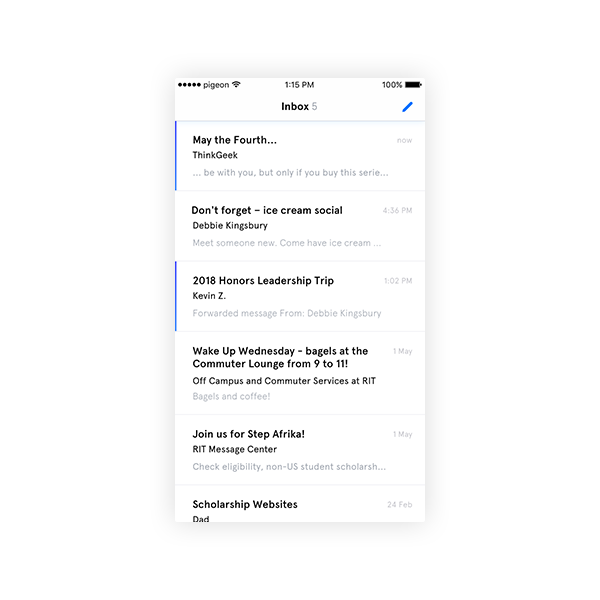 pigeon 1:15 PM 100%
Inbox 5
May the Fourth... now
ThinkGeek
... be with you, but only if you buy this serie...
Don't forget – ice cream social 4:36 PM
Debbie Kingsbury
Meet someone new. Come have ice cream ...
2018 Honors Leadership Trip 1:02 PM
Kevin Z.
Forwarded message From: Debbie Kingsbury
Wake Up Wednesday - bagels at the 1 May
Commuter Lounge from 9 to 11!
Off Campus and Commuter Services at RIT
Bagels and coffee!
Join us for Step Afrika! 1 May
RIT Message Center
Check eligibility, non-US student scholarsh...
Scholarship Websites 24 Feb
Dad